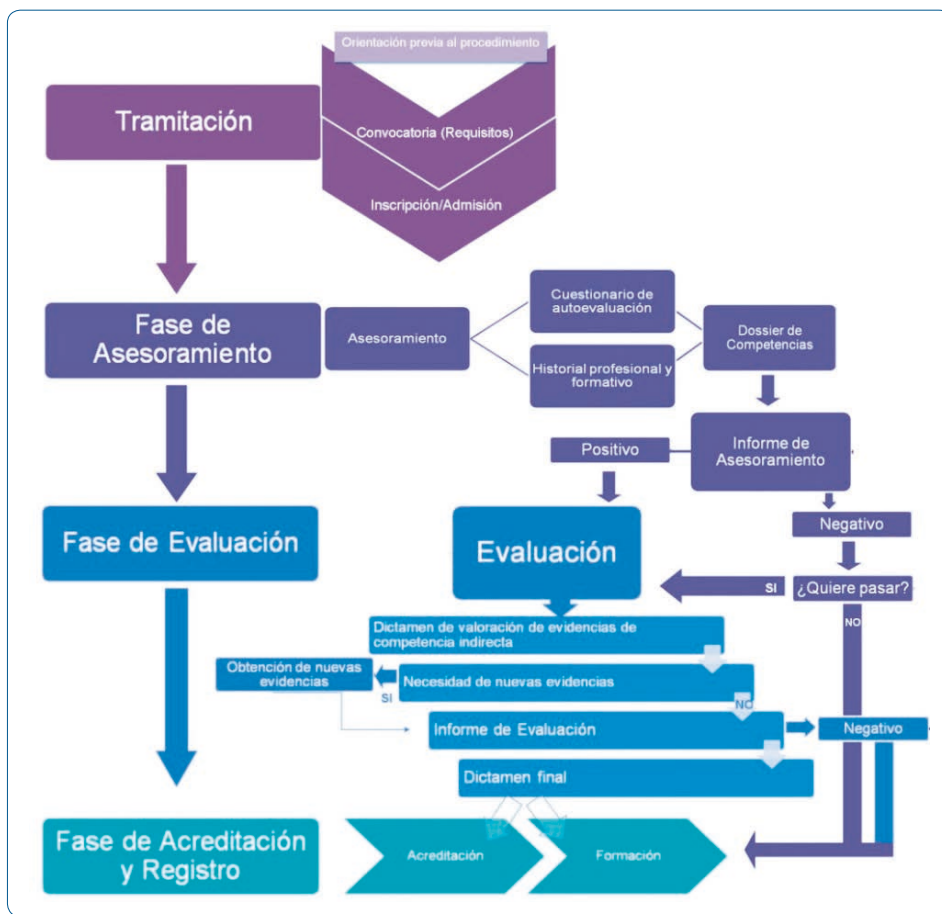 Orientación previa al procedimiento
Tramitación
Convocatoria (Requisitos)
Inscripción/Admisión
Fase de
Asesoramiento
Asesoramiento
Cuestionario de
autoevaluación
Historial profesional y
formativo
Dossier de
Competencias
Informe de
Asesoramiento
Positivo
Negativo
¿Quiere pasar?
SI
NO
Fase de Evaluación
Evaluación
Dictamen de valoración de evidencias de
competencia indirecta
Necesidad de nuevas evidencias
SI
Obtención de nuevas
evidencias
NO
Informe de Evaluación
Negativo
Dictamen final
Fase de Acreditación
y Registro
Acreditación
Formación